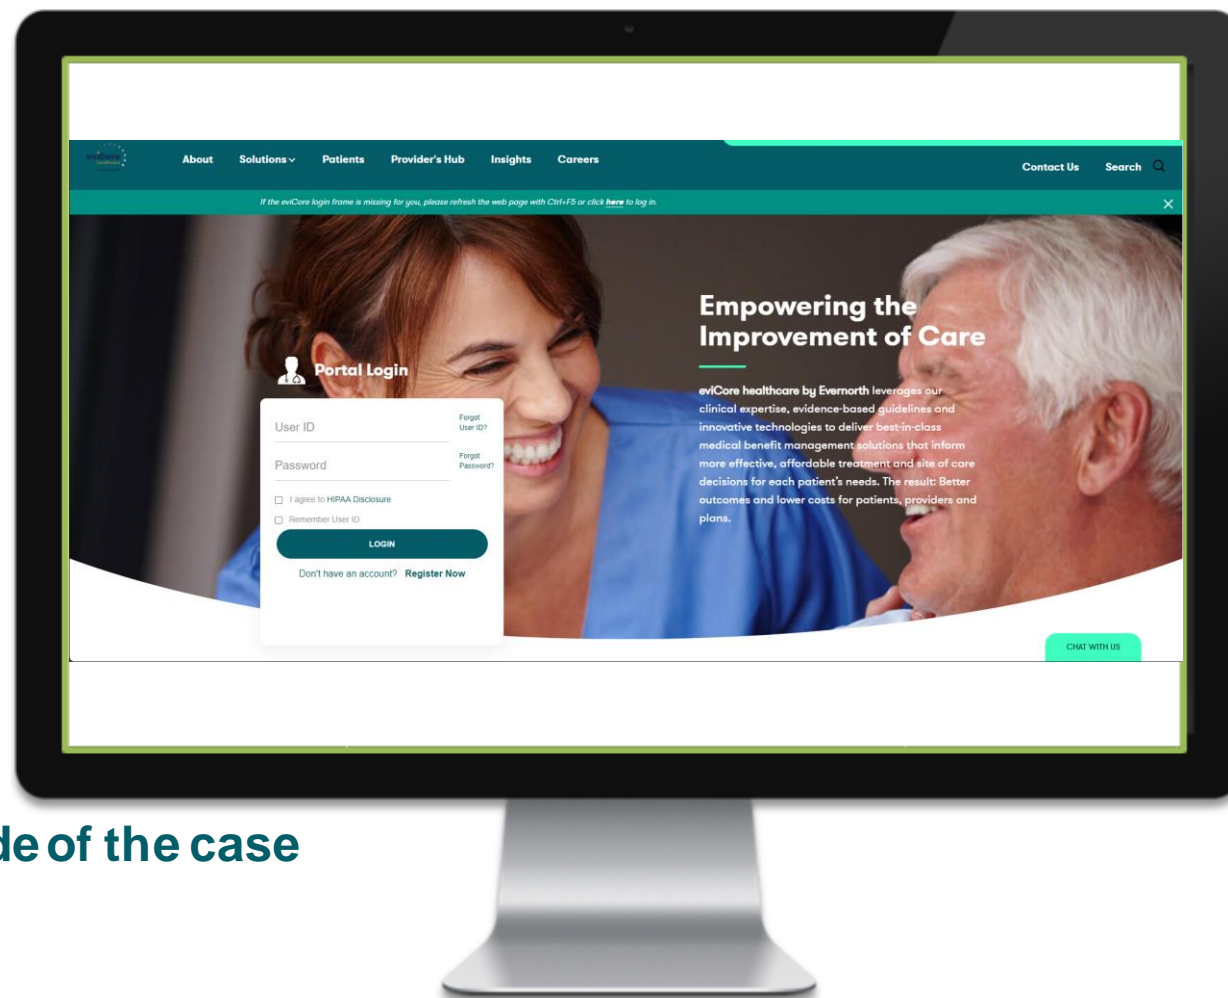 eviCore
About Solutions Patients Provider's Hub Insights Careers
Contact Us Search
If the eviCore login frame is missing for you, please refresh the web page with Ctrl+F5 or click here to log in.
Portal Login
User ID
Forgot
User ID?
Password
Forgot
Password?
I agree to HIPAA Disclosure
Remember User ID
LOGIN
Don't have an account? Register Now
Empowering the
Improvement of Care
eviCore healthcare by Evernorth leverages our
clinical expertise, evidence-based guidelines and
innovative technologies to deliver best-in-class
medical benefit management solutions that inform
more effective, affordable treatment and site of care
decisions for each patient's needs. The result: Better
outcomes and lower costs for patients, providers and
plans.
CHAT WITH US
of the case